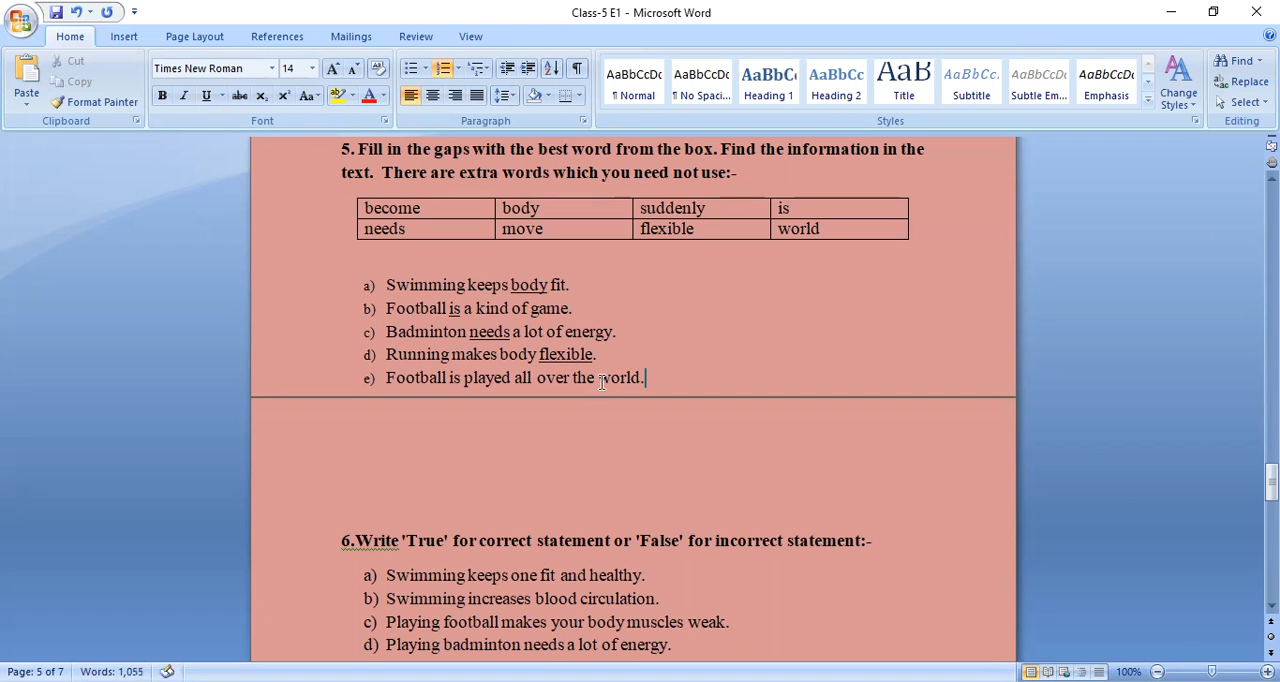 Class-5 E1 - Microsoft Word
Home Insert Page Layout References Mailings Review View
Paste Cut Copy Format Painter
Clipboard
Times New Roman 14
B I U abc X₂ X² Aa A
Font
Paragraph
AaBbCcDc AaBbCcDc AaBbC AaBbCc AaB AaBbCc. AaBbCcDc AaBbCcDc
¶ Normal ¶ No Spaci... Heading 1 Heading 2 Title Subtitle Subtle Em... Emphasis
Change Styles
Styles
Find
Replace
Select
Editing
5. Fill in the gaps with the best word from the box. Find the information in the
text. There are extra words which you need not use:-
become body suddenly is
needs move flexible world
a) Swimming keeps body fit.
b) Football is a kind of game.
c) Badminton needs a lot of energy.
d) Running makes body flexible.
e) Football is played all over the world.
6.Write 'True' for correct statement or 'False' for incorrect statement:-
a) Swimming keeps one fit and healthy.
b) Swimming increases blood circulation.
c) Playing football makes your body muscles weak.
d) Playing badminton needs a lot of energy.
Page: 5 of 7 Words: 1,055 100%